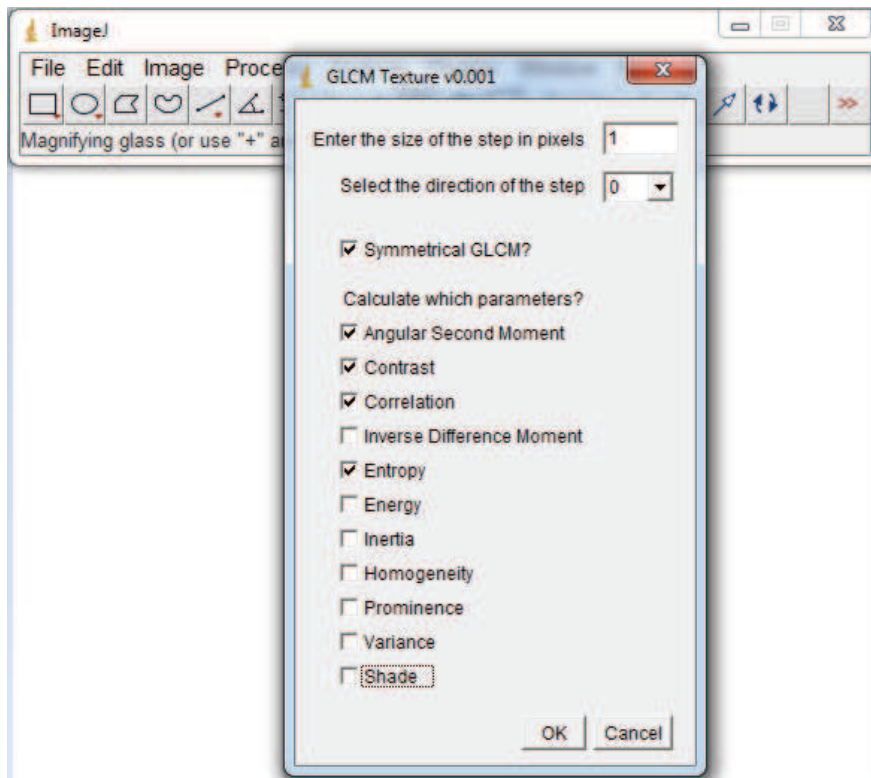 ImageJ
File Edit Image Proce
Magnifying glass (or use "+" a
GLCM Texture v0.001
Enter the size of the step in pixels 1
Select the direction of the step 0
Symmetrical GLCM?
Calculate which parameters?
Angular Second Moment
Contrast
Correlation
Inverse Difference Moment
Entropy
Energy
Inertia
Homogeneity
Prominence
Variance
Shade
OK Cancel